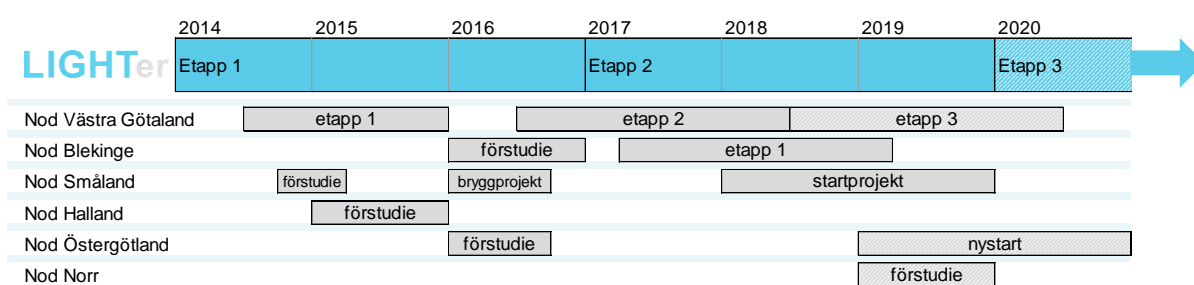 2014 2015 2016 2017 2018 2019 2020
LIGHTer Etapp 1 Etapp 2 Etapp 3
Nod Västra Götaland etapp 1 etapp 2 etapp 3
Nod Blekinge förstudie etapp 1
Nod Småland förstudie bryggprojekt startprojekt
Nod Halland förstudie
Nod Östergötland förstudie nystart
Nod Norr förstudie